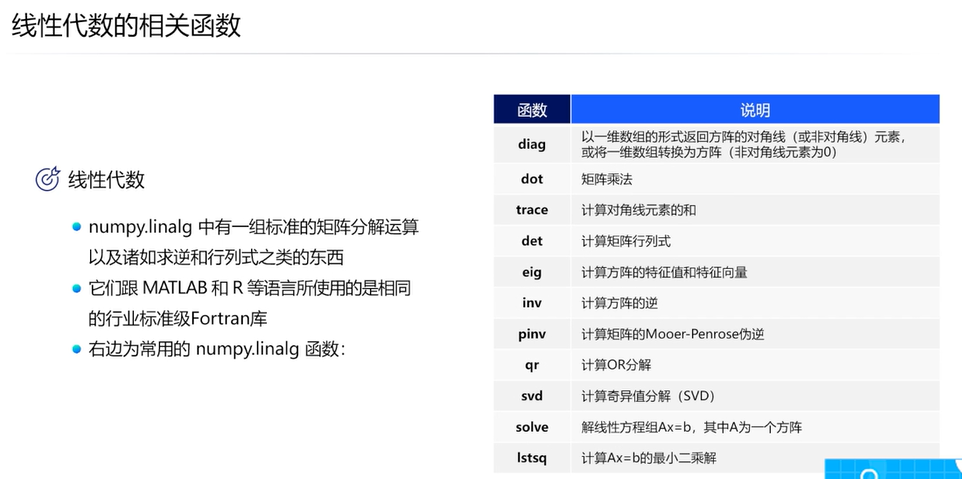 线性代数的相关函数
线性代数
numpy.linalg 中有一组标准的矩阵分解运算
以及诸如求逆和行列式之类的东西
它们跟 MATLAB 和 R 等语言所使用的是相同
的行业标准级Fortran库
右边为常用的 numpy.linalg 函数：
函数 说明
diag 以一维数组的形式返回方阵的对角线（或非对角线）元素，
或将一维数组转换为方阵（非对角线元素为0）
dot 矩阵乘法
trace 计算对角线元素的和
det 计算矩阵行列式
eig 计算方阵的特征值和特征向量
inv 计算方阵的逆
pinv 计算矩阵的Mooer-Penrose伪逆
qr 计算OR分解
svd 计算奇异值分解（SVD）
solve 解线性方程组Ax=b，其中A为一个方阵
lstsq 计算Ax=b的最小二乘解